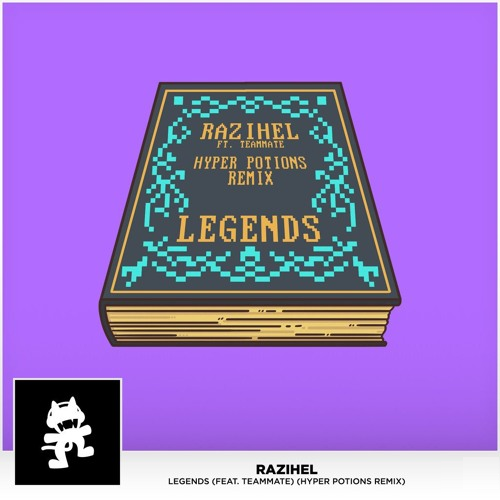 RAZIHEL
FT. TEAMMATE
HYPER POTIONS
REMIX
LEGENDS
RAZIHEL
LEGENDS (FEAT. TEAMMATE) (HYPER POTIONS REMIX)